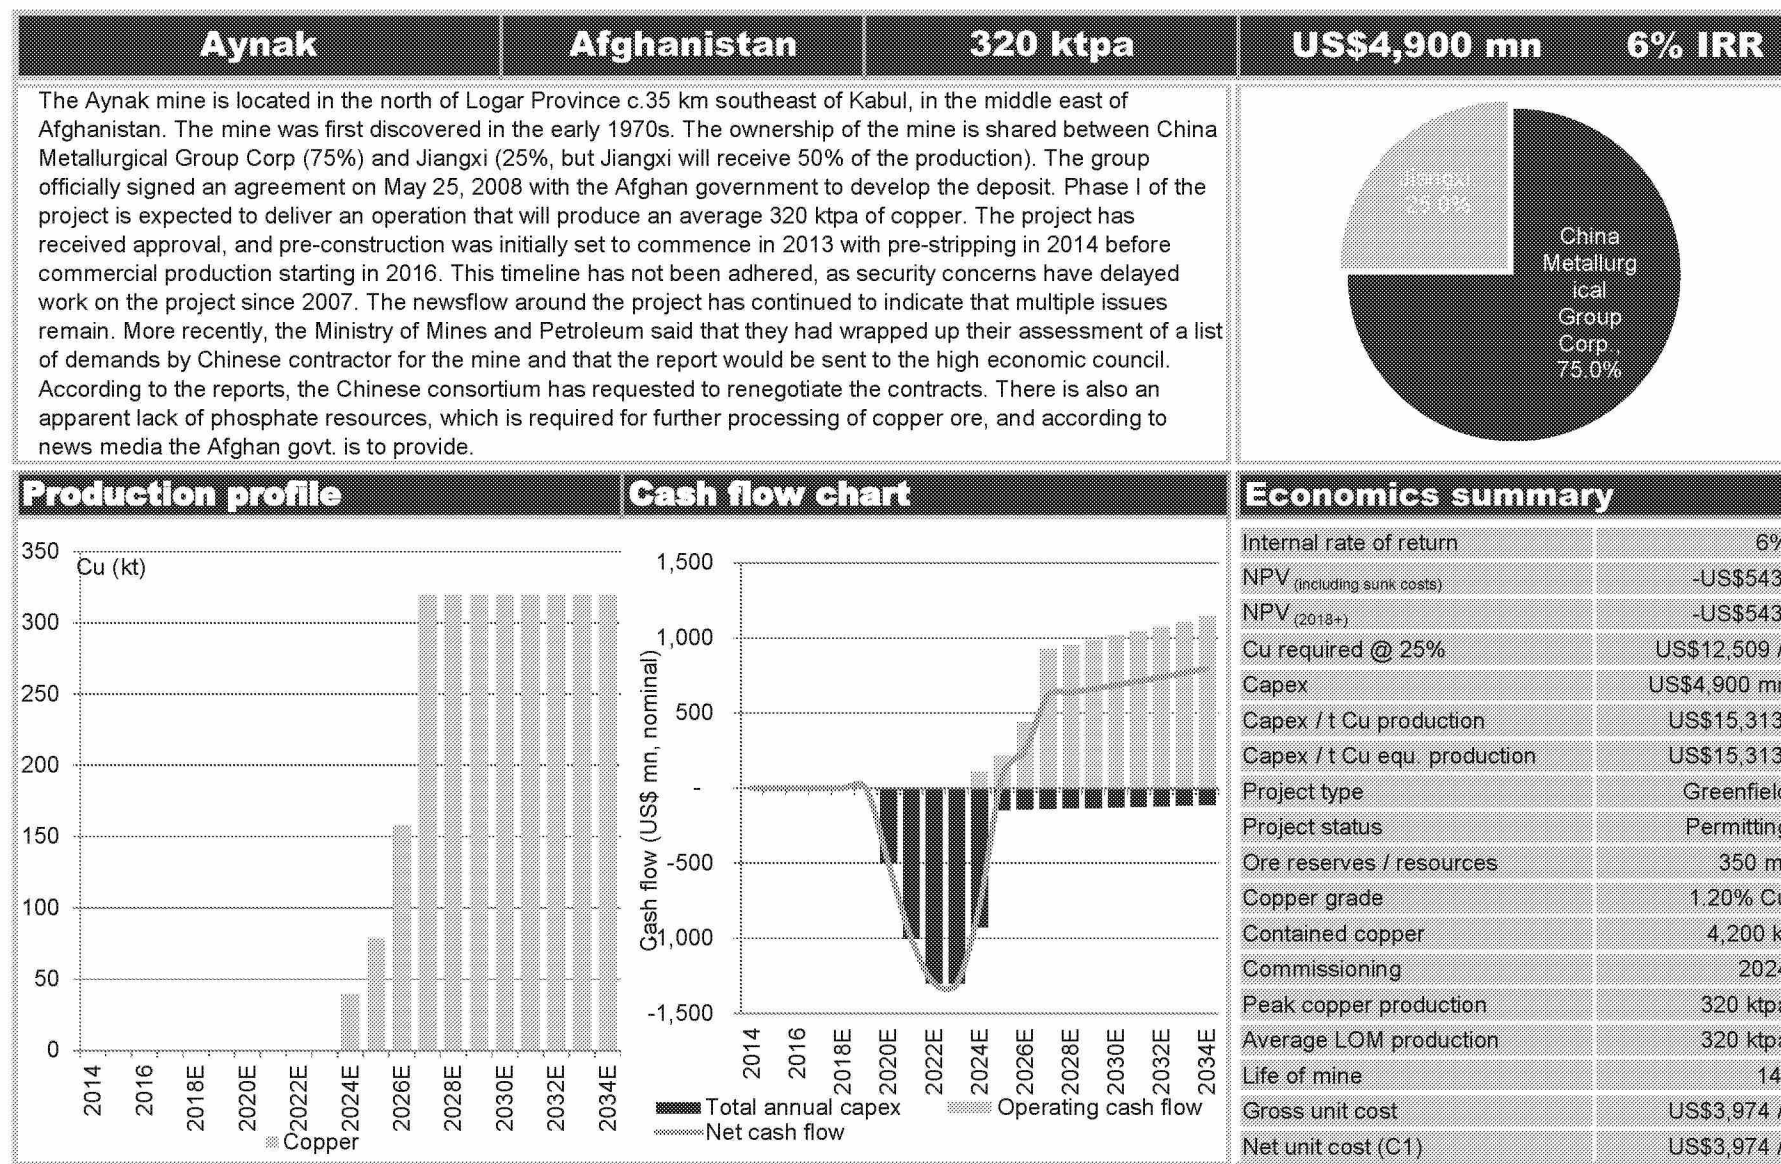 Aynak Afghanistan 320 ktpa US$4,900 mn 6% IRR
The Aynak mine is located in the north of Logar Province c.35 km southeast of Kabul, in the middle east of
Afghanistan. The mine was first discovered in the early 1970s. The ownership of the mine is shared between China
Metallurgical Group Corp (75%) and Jiangxi (25%, but Jiangxi will receive 50% of the production). The group
officially signed an agreement on May 25, 2008 with the Afghan government to develop the deposit. Phase I of the
project is expected to deliver an operation that will produce an average 320 ktpa of copper. The project has
received approval, and pre-construction was initially set to commence in 2013 with pre-stripping in 2014 before
commercial production starting in 2016. This timeline has not been adhered, as security concerns have delayed
work on the project since 2007. The newsflow around the project has continued to indicate that multiple issues
remain. More recently, the Ministry of Mines and Petroleum said that they had wrapped up their assessment of a list
of demands by Chinese contractor for the mine and that the report would be sent to the high economic council.
According to the reports, the Chinese consortium has requested to renegotiate the contracts. There is also an
apparent lack of phosphate resources, which is required for further processing of copper ore, and according to
news media the Afghan govt. is to provide.
Jiangxi,
25.0%
China
Metallurg
ical
Group
Corp.,
75.0%
Production profile
Cu (kt)
350
300
250
200
150
100
50
0
2014 2016 2018E 2020E 2022E 2024E 2026E 2028E 2030E 2032E 2034E
Copper
Cash flow chart
Cash flow (US$ mn, nominal)
1,500
1,000
500
-
-500
-1,000
-1,500
2014 2016 2018E 2020E 2022E 2024E 2026E 2028E 2030E 2032E 2034E
Total annual capex Operating cash flow
Net cash flow
Economics summary
Internal rate of return 6%
NPV (including sunk costs) -US$543
NPV (2018+) -US$543
Cu required @ 25% US$12,509 /
Capex US$4,900 mn
Capex / t Cu production US$15,313
Capex / t Cu equ. production US$15,313
Project type Greenfield
Project status Permitting
Ore reserves / resources 350 m
Copper grade 1.20% Cu
Contained copper 4,200 k
Commissioning 2024
Peak copper production 320 ktpa
Average LOM production 320 ktpa
Life of mine 14
Gross unit cost US$3,974 /
Net unit cost (C1) US$3,974 /